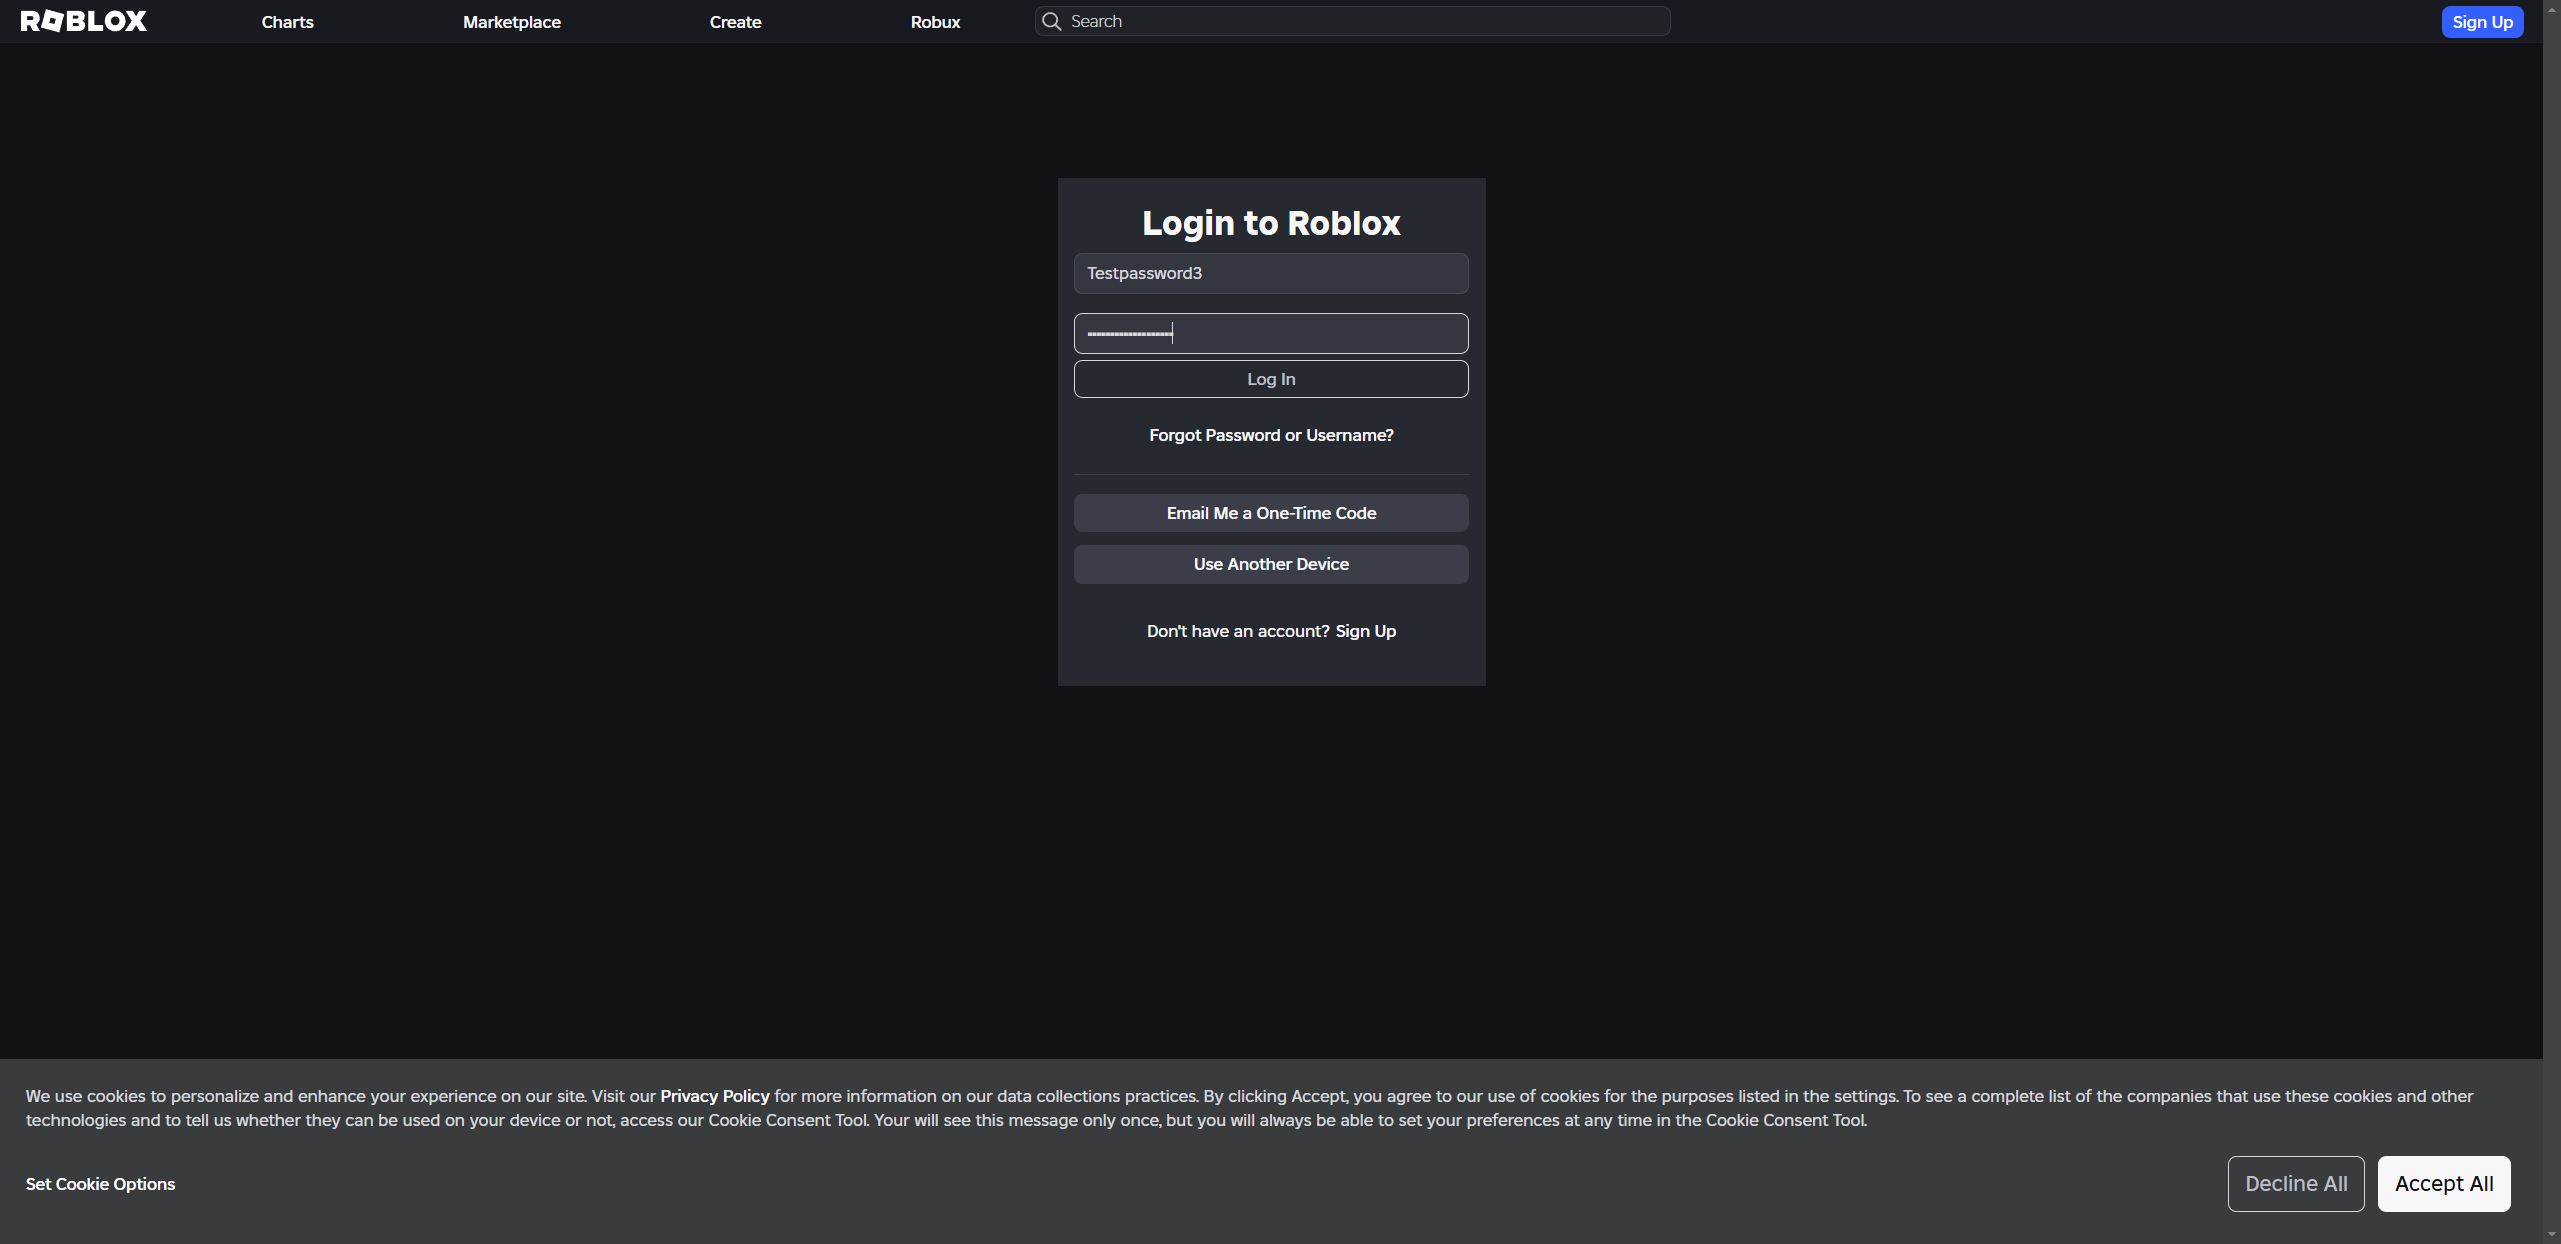 ROBLOX
Charts
Marketplace
Create
Robux
Search
Sign Up
Login to Roblox
Testpassword3
Log In
Forgot Password or Username?
Email Me a One-Time Code
Use Another Device
Don't have an account? Sign Up
We use cookies to personalize and enhance your experience on our site. Visit our Privacy Policy for more information on our data collections practices. By clicking Accept, you agree to our use of cookies for the purposes listed in the settings. To see a complete list of the companies that use these cookies and other
technologies and to tell us whether they can be used on your device or not, access our Cookie Consent Tool. Your will see this message only once, but you will always be able to set your preferences at any time in the Cookie Consent Tool.
Set Cookie Options
Decline All
Accept All